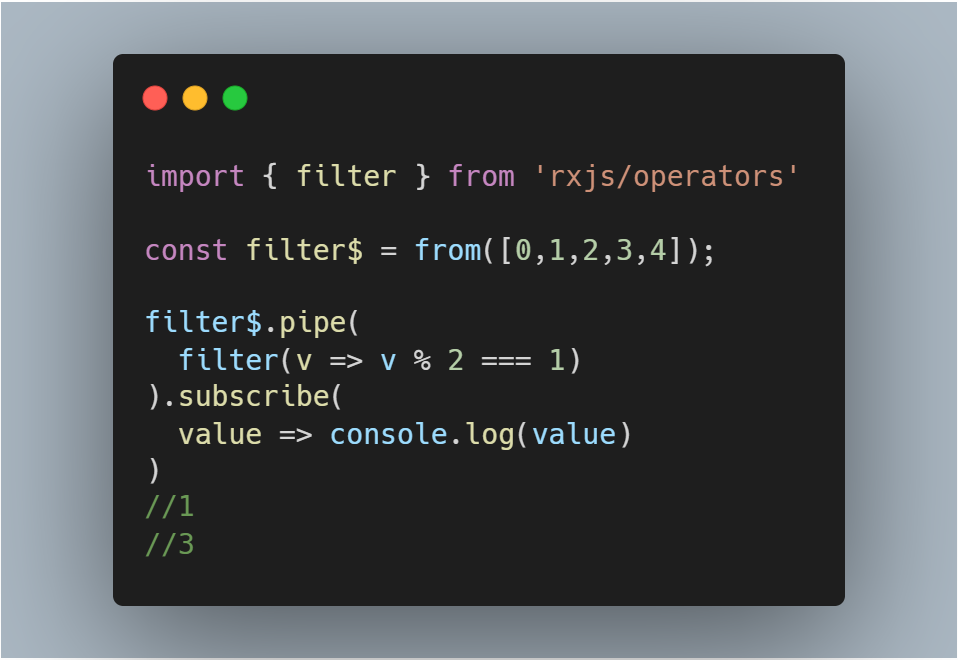 import { filter } from 'rxjs/operators'
const filter$ = from([0,1,2,3,4]);
filter$.pipe(
  filter(v => v % 2 === 1)
).subscribe(
  value => console.log(value)
)
//1
//3